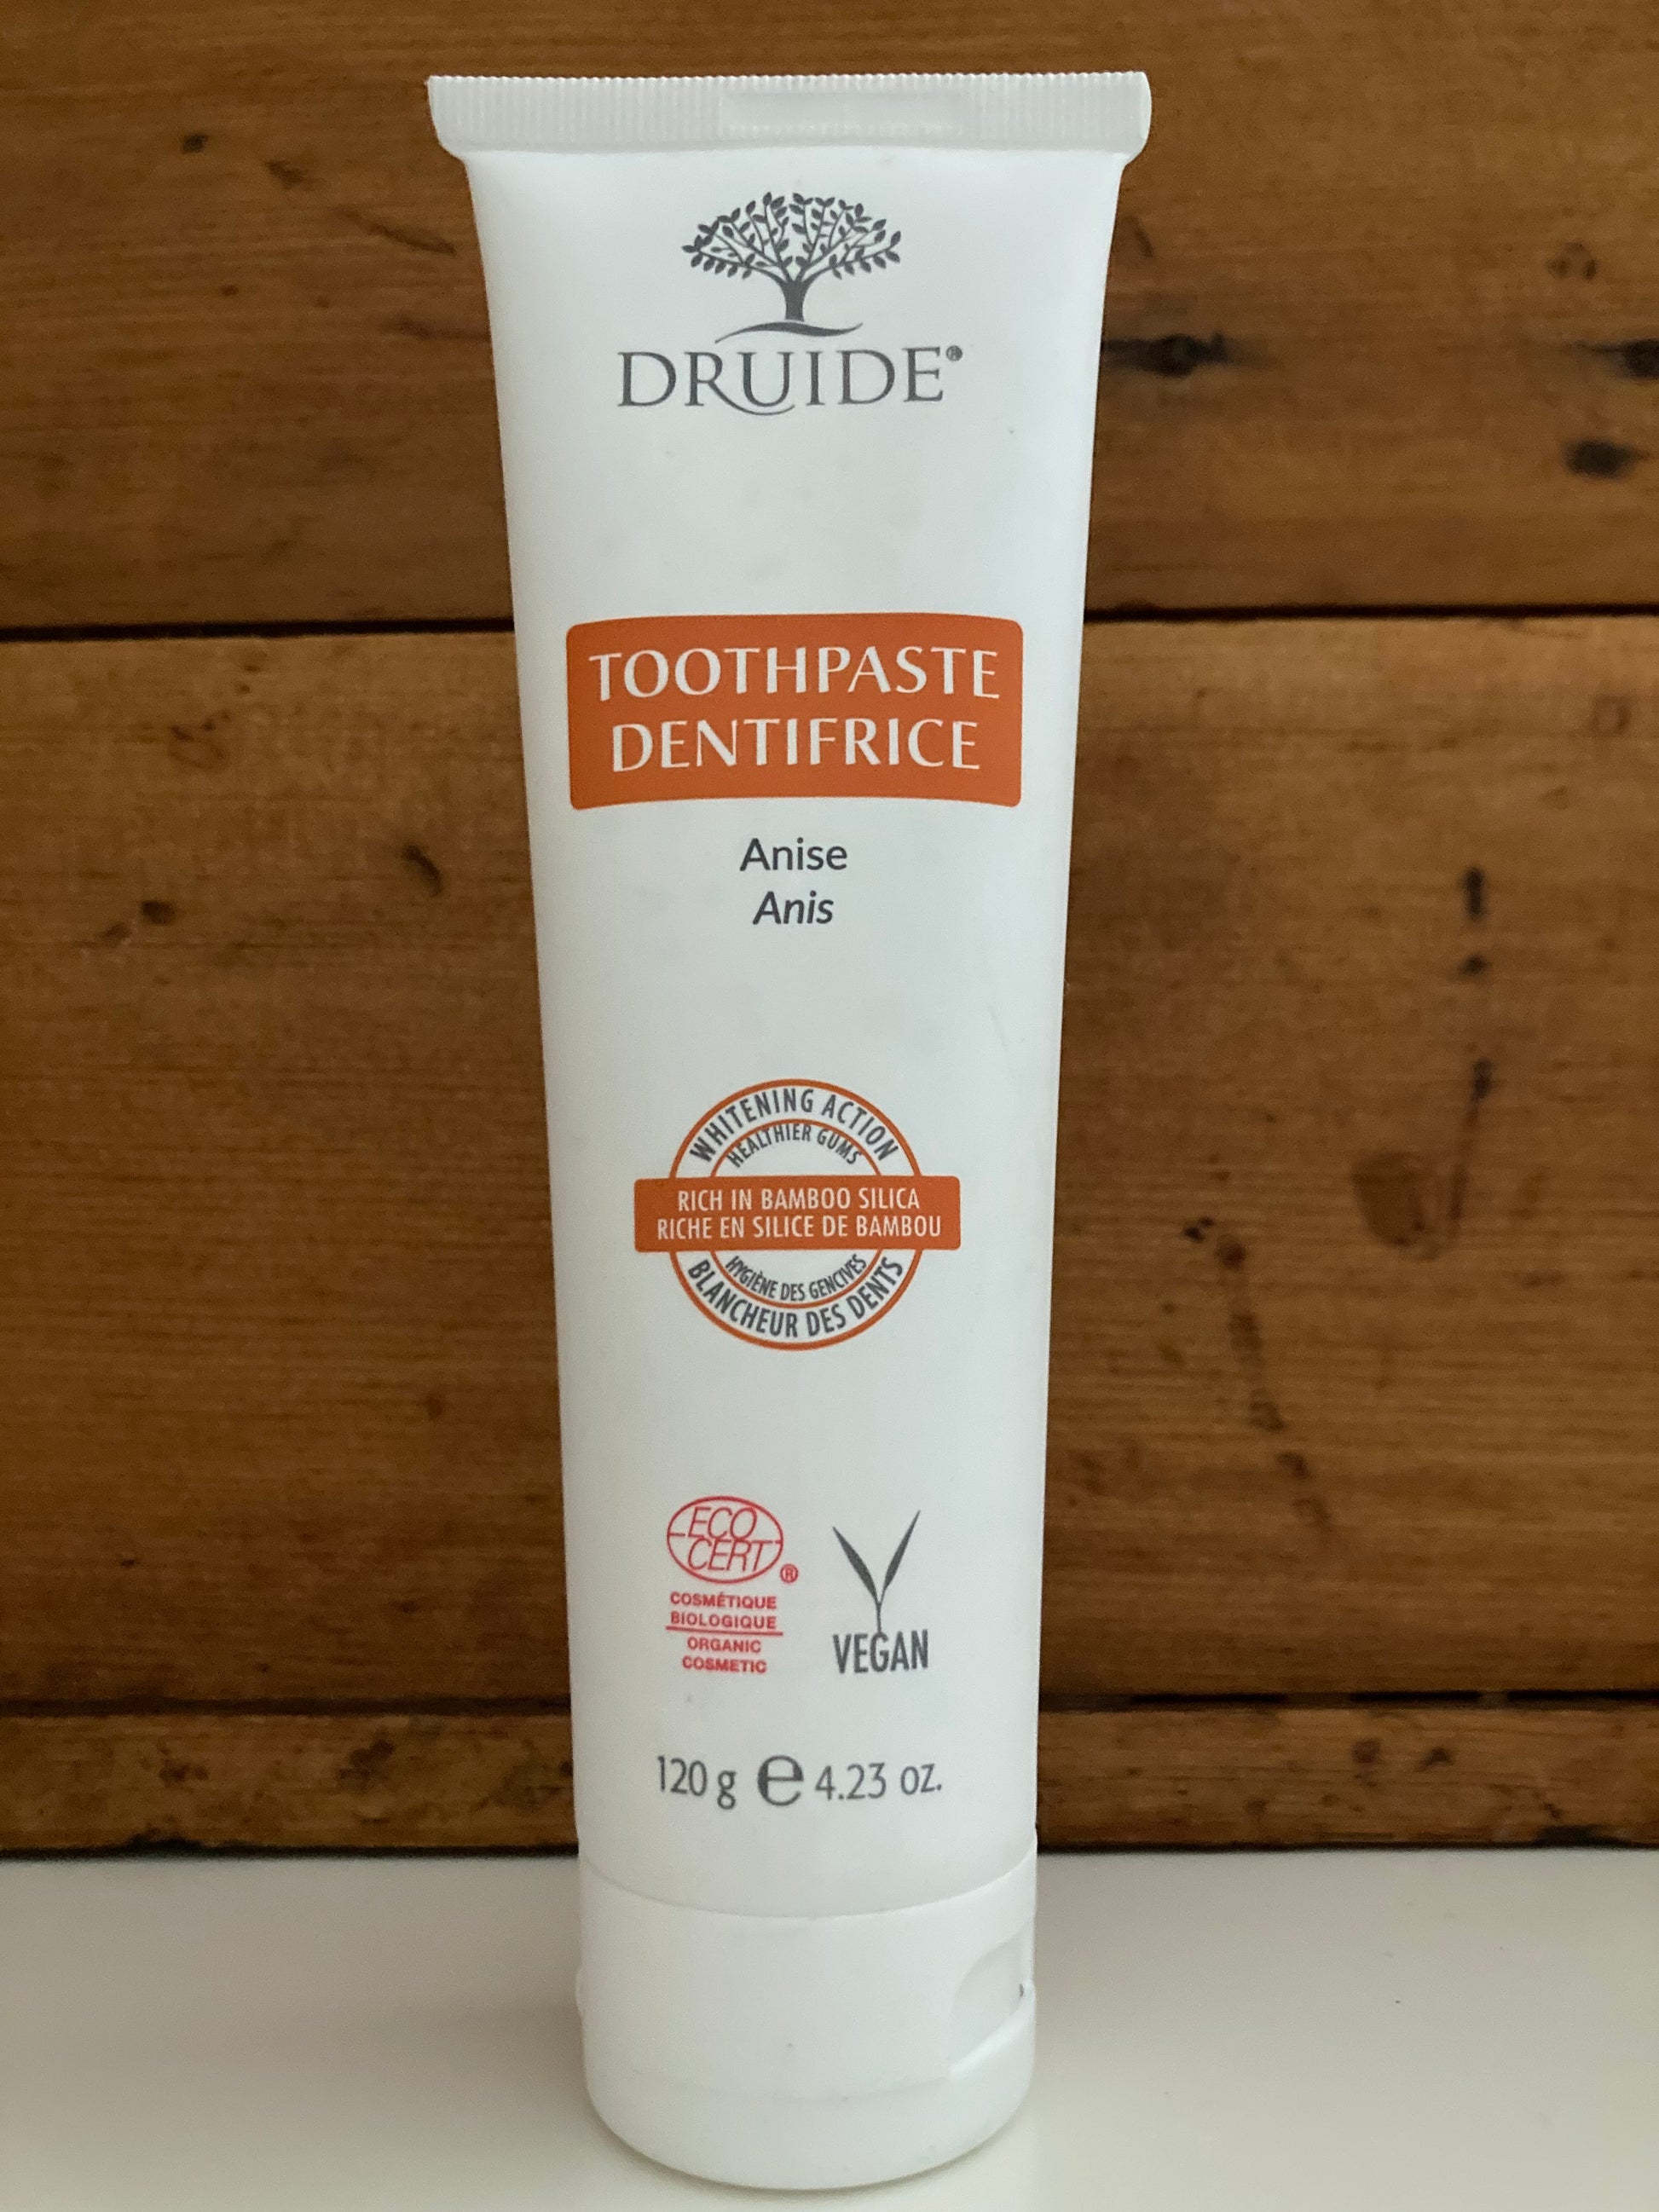 DRUIDE®
TOOTHPASTE
DENTIFRICE
Anise
Anis
WHITENING ACTION
HEALTHIER GUMS
RICH IN BAMBOO SILICA
RICHE EN SILICE DE BAMBOU
HYGIÈNE DES GENCIVES
BLANCHEUR DES DENTS
ECO
CERT®
COSMÉTIQUE
BIOLOGIQUE
ORGANIC
COSMETIC
VEGAN
120 g ℮ 4.23 oz.